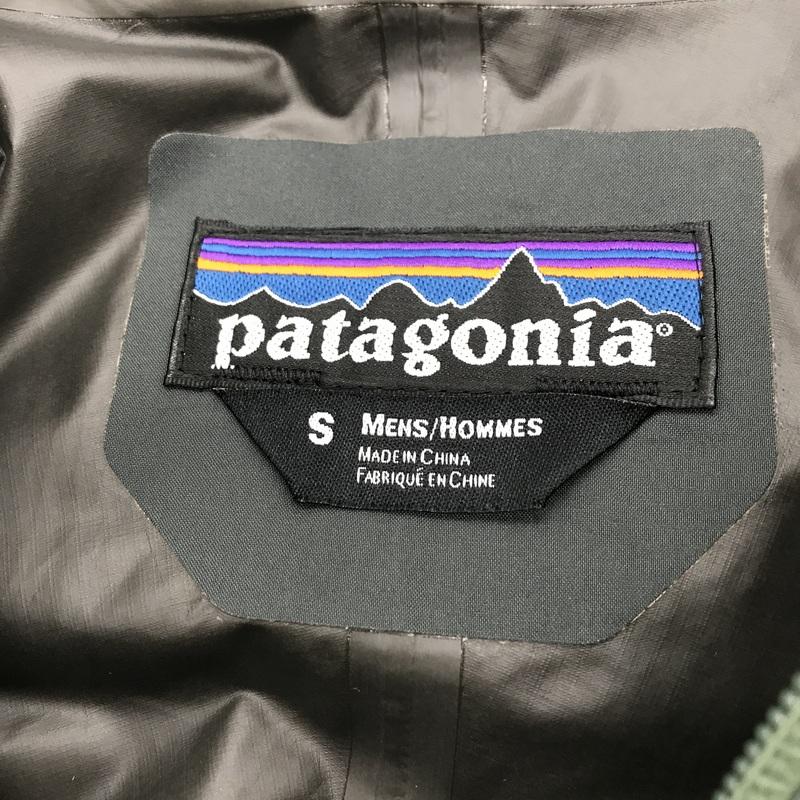 patagonia®
S MENS/HOMMES
MADE IN CHINA
FABRIQUÉ EN CHINE